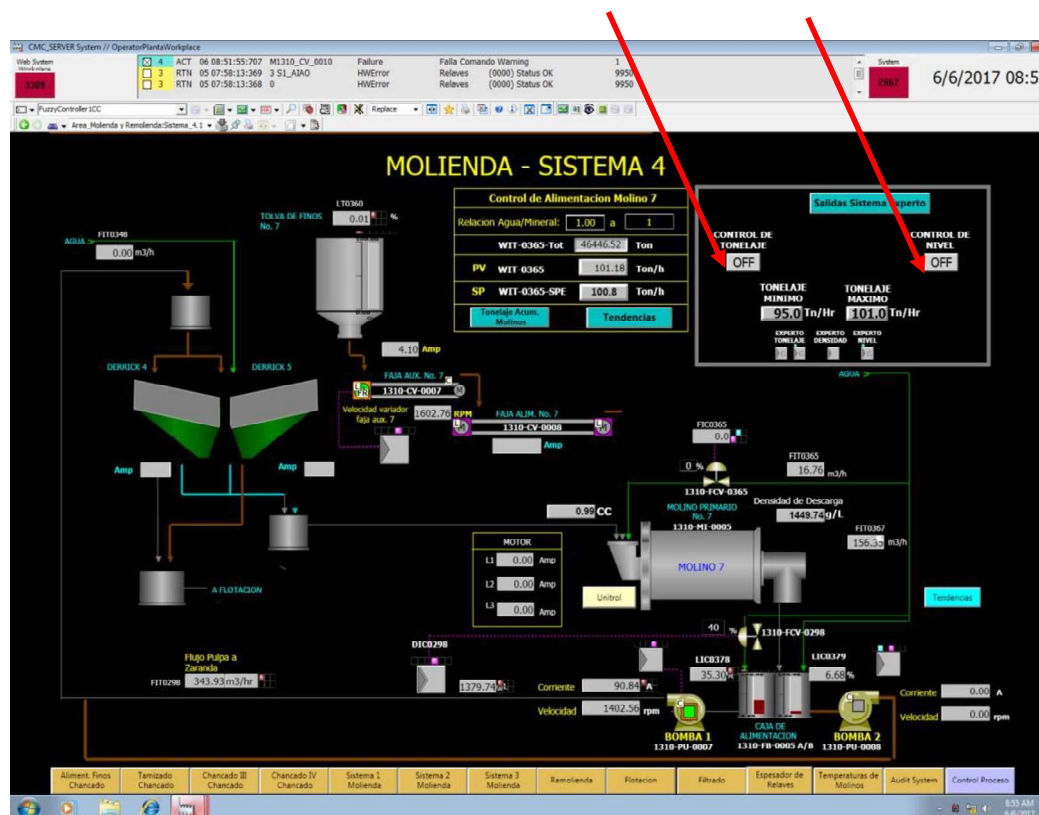 CMC_SERVER System // OperatorPlantaWorkplace
Web System
3309
4 ACT 06 08:51:55:707 M1310_CV_0010 Failure Falla Comando Warning 1
3 RTN 05 07:58:13:369 3 S1_AIAO HWError Relaves (0000) Status OK 9950
3 RTN 05 07:58:13:368 0 HWError Relaves (0000) Status OK 9950
System
2862
6/6/2017 08:5
FuzzyController1CC
Replace
Area_Molienda y Remolienda:Sistema_4.1
MOLIENDA - SISTEMA 4
Control de Alimentacion Molino 7
Relacion Agua/Mineral: 1.00 a 1
WIT-0365-Tot 46446.52 Ton
PV WIT-0365 101.18 Ton/h
SP WIT-0365-SPE 100.8 Ton/h
Tonelaje Acum. Molinos
Tendencias
Salidas Sistema Experto
CONTROL DE TONELAJE
OFF
CONTROL DE NIVEL
OFF
TONELAJE MINIMO
95.0 Tn/Hr
TONELAJE MAXIMO
101.0 Tn/Hr
EXPERTO TONELAJE
EXPERTO DENSIDAD
EXPERTO NIVEL
LT0360
TOLVA DE FINOS No. 7
0.01 %
AGUA
FIT0348
0.00 m3/h
DERRICK 4
DERRICK 5
4.10 Amp
FAJA AUX. No. 7
1310-CV-0007
M
Velocidad variador faja aux. 7
1602.76 RPM
FAJA ALIM. No. 7
1310-CV-0008
Amp
Amp
Amp
AGUA
FIC0365
0.0
0 %
1310-FCV-0365
FIT0365
16.76 m3/h
Densidad de Descarga
1449.74 g/L
FIT0367
156.35 m3/h
MOLINO PRIMARIO No. 7
1310-MI-0005
MOLINO 7
0.99 CC
MOTOR
L1 0.00 Amp
L2 0.00 Amp
L3 0.00 Amp
Unitrol
Tendencias
A FLOTACION
40 %
1310-FCV-0298
DIC0298
1379.74
Flujo Pulpa a Zaranda
FIT0298 343.93 m3/hr
Corriente 90.84 A
Velocidad 1402.56 rpm
LIC0378
35.30
LIC0379
6.68 %
BOMBA 1
1310-PU-0007
CAJA DE ALIMENTACION
1310-FB-0005 A/B
BOMBA 2
1310-PU-0008
Corriente 0.00 A
Velocidad 0.00 rpm
Aliment. Finos Chancado
Tamizado Chancado
Chancado III Chancado
Chancado IV Chancado
Sistema 1 Molienda
Sistema 2 Molienda
Sistema 3 Molienda
Remolienda
Flotacion
Filtrado
Espesador de Relaves
Temperaturas de Molinos
Audit System
Control Proceso
8:55 AM
6/6/2017